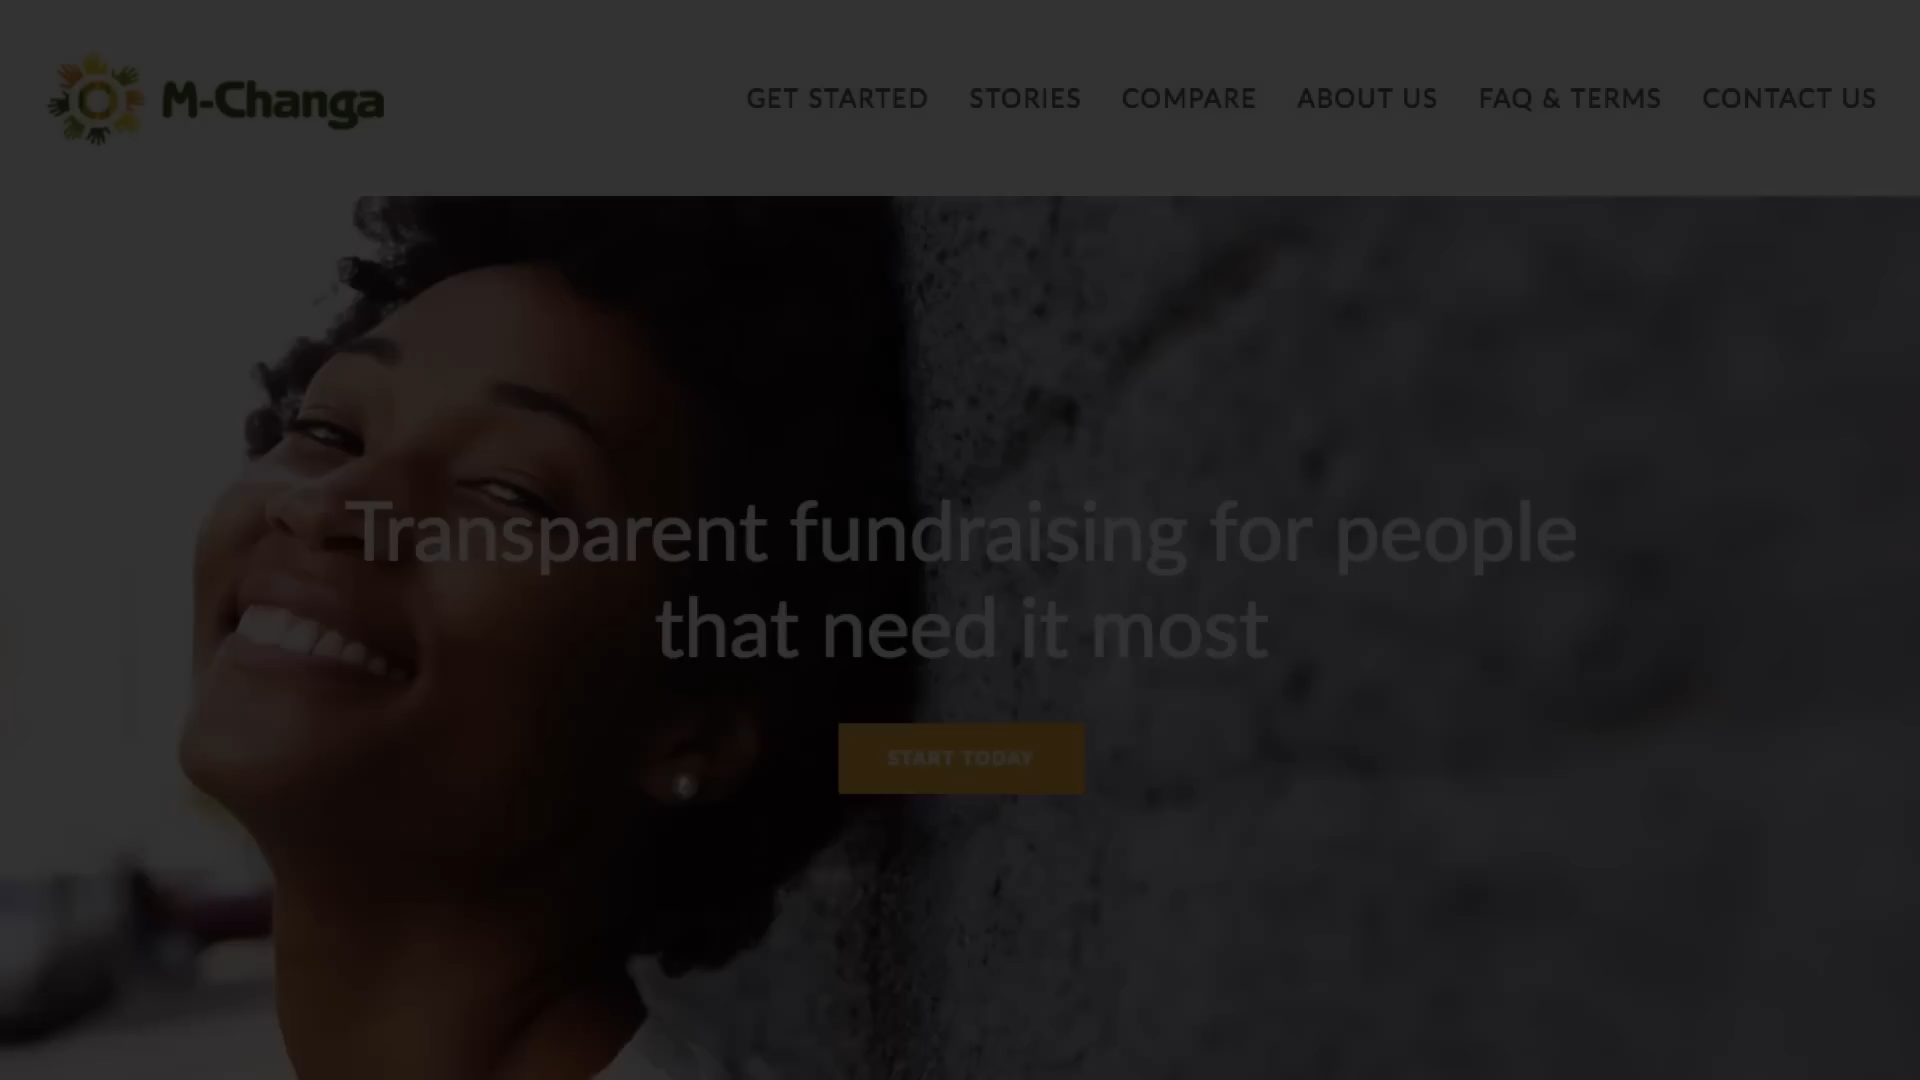 M-Changa
GET STARTED STORIES COMPARE ABOUT US FAQ & TERMS CONTACT US
Transparent fundraising for people
that need it most
START TODAY